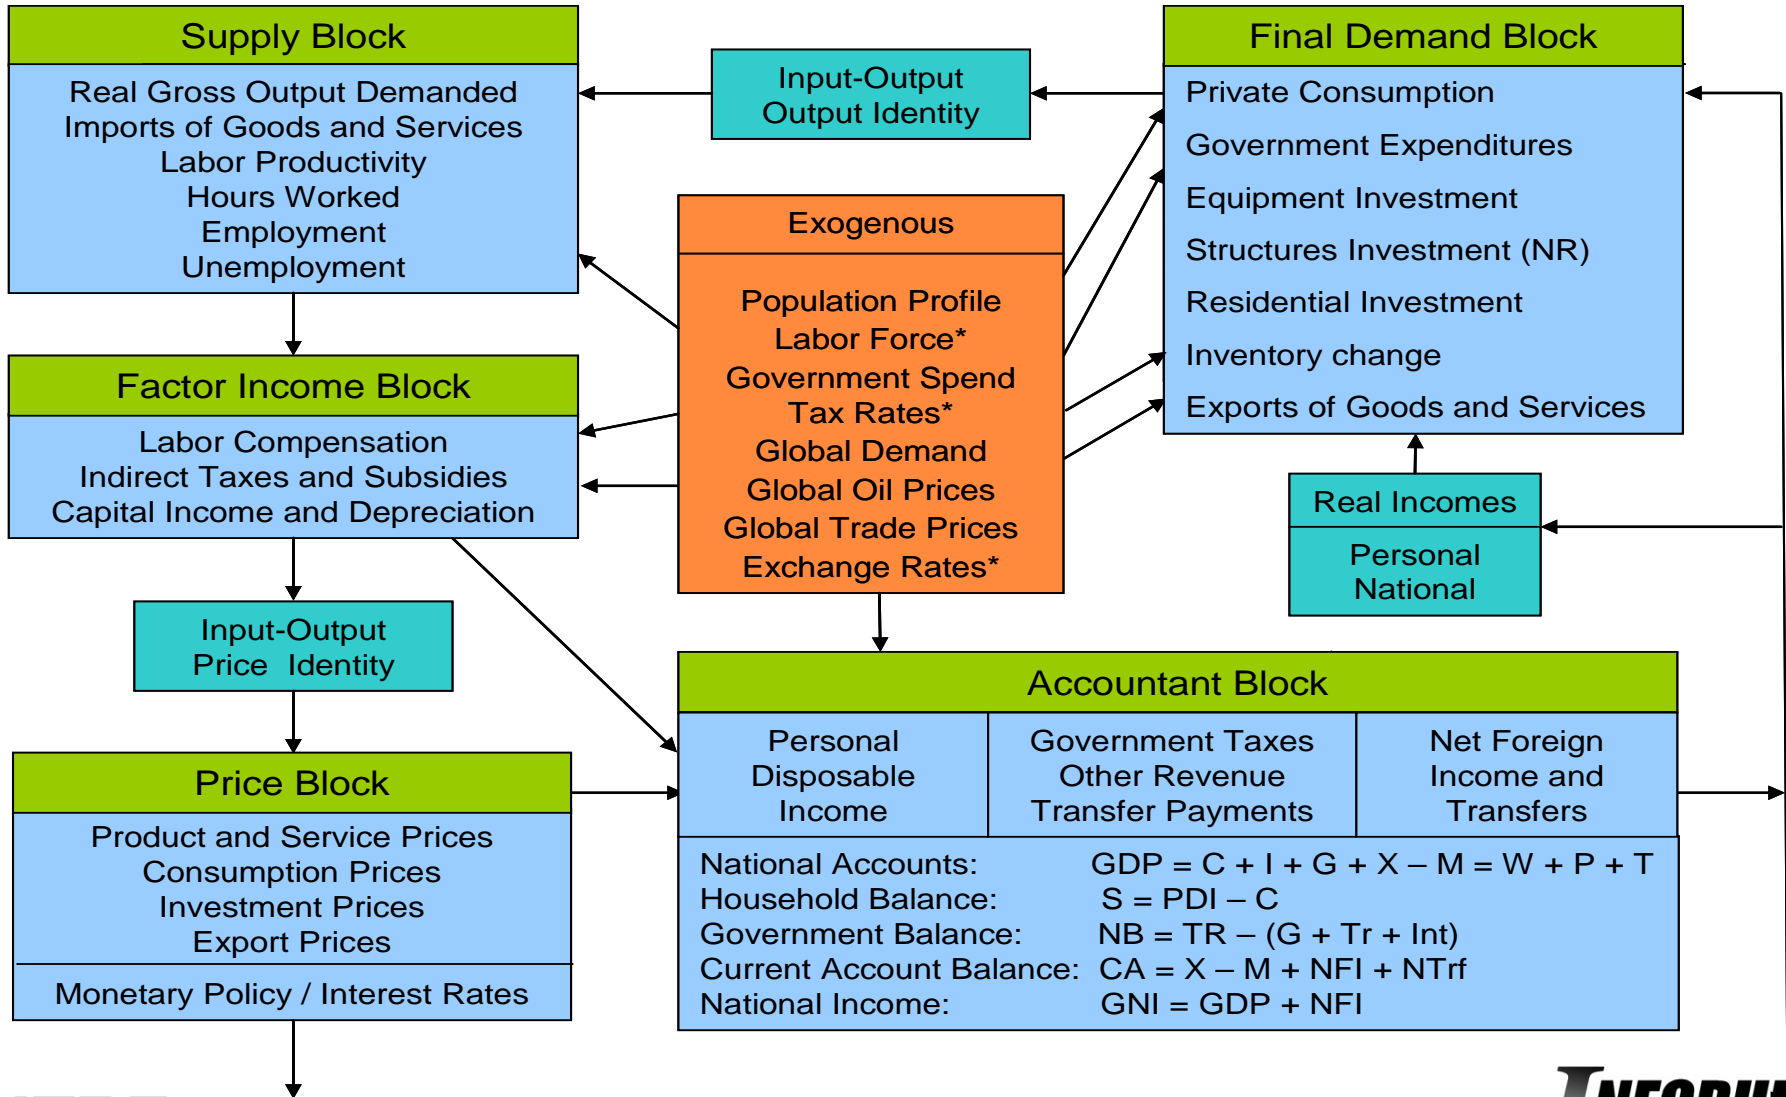 Supply Block
Real Gross Output Demanded
Imports of Goods and Services
Labor Productivity
Hours Worked
Employment
Unemployment
Input-Output
Output Identity
Final Demand Block
Private Consumption
Government Expenditures
Equipment Investment
Structures Investment (NR)
Residential Investment
Inventory change
Exports of Goods and Services
Exogenous
Population Profile
Labor Force*
Government Spend
Tax Rates*
Global Demand
Global Oil Prices
Global Trade Prices
Exchange Rates*
Factor Income Block
Labor Compensation
Indirect Taxes and Subsidies
Capital Income and Depreciation
Real Incomes
Personal
National
Input-Output
Price Identity
Price Block
Product and Service Prices
Consumption Prices
Investment Prices
Export Prices
Monetary Policy / Interest Rates
Accountant Block
Personal
Disposable
Income
Government Taxes
Other Revenue
Transfer Payments
Net Foreign
Income and
Transfers
National Accounts: GDP = C + I + G + X – M = W + P + T
Household Balance: S = PDI – C
Government Balance: NB = TR – (G + Tr + Int)
Current Account Balance: CA = X – M + NFI + NTrf
National Income: GNI = GDP + NFI